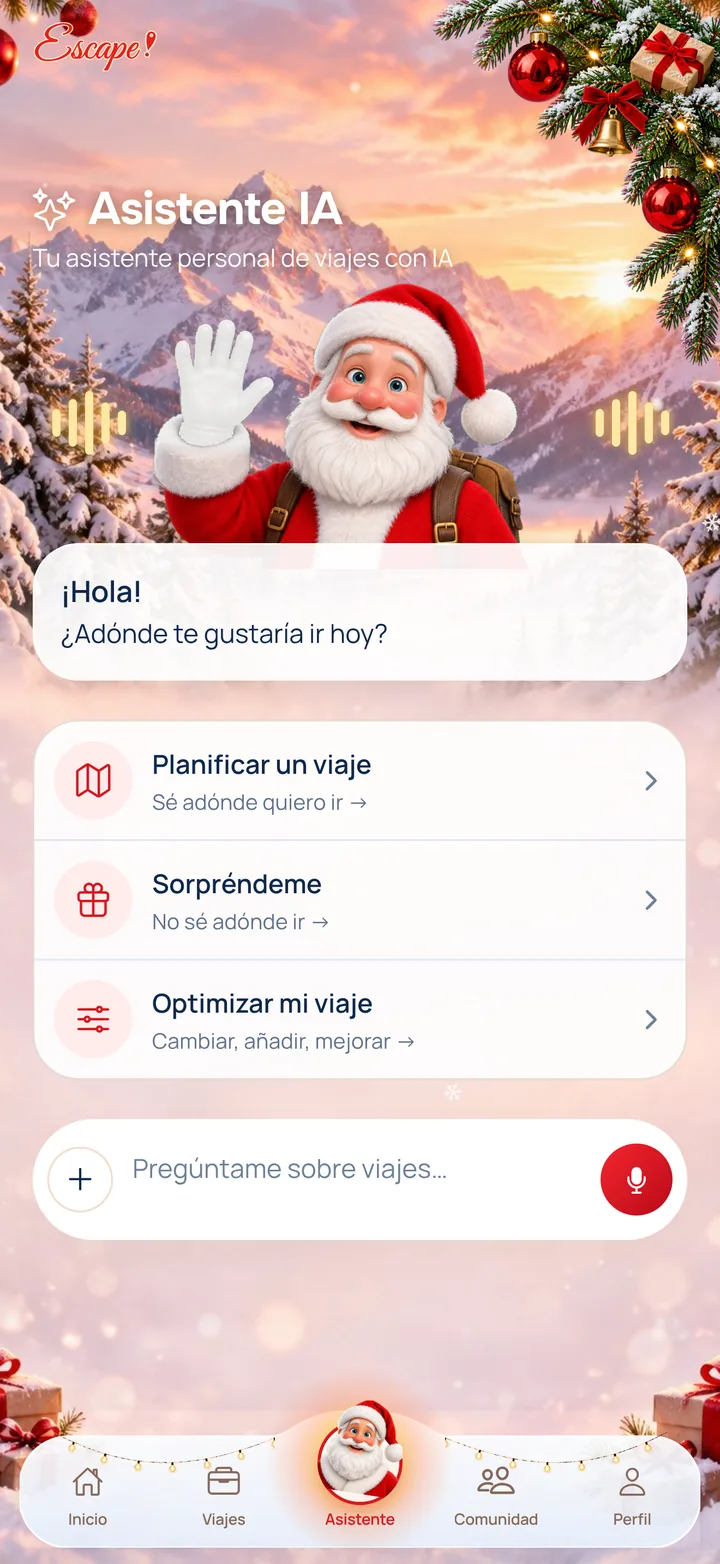 Escape!
Asistente IA
Tu asistente personal de viajes con IA
¡Hola!
¿Adónde te gustaría ir hoy?
Planificar un viaje
Sé adónde quiero ir →
Sorpréndeme
No sé adónde ir →
Optimizar mi viaje
Cambiar, añadir, mejorar →
Pregúntame sobre viajes...
Inicio
Viajes
Asistente
Comunidad
Perfil